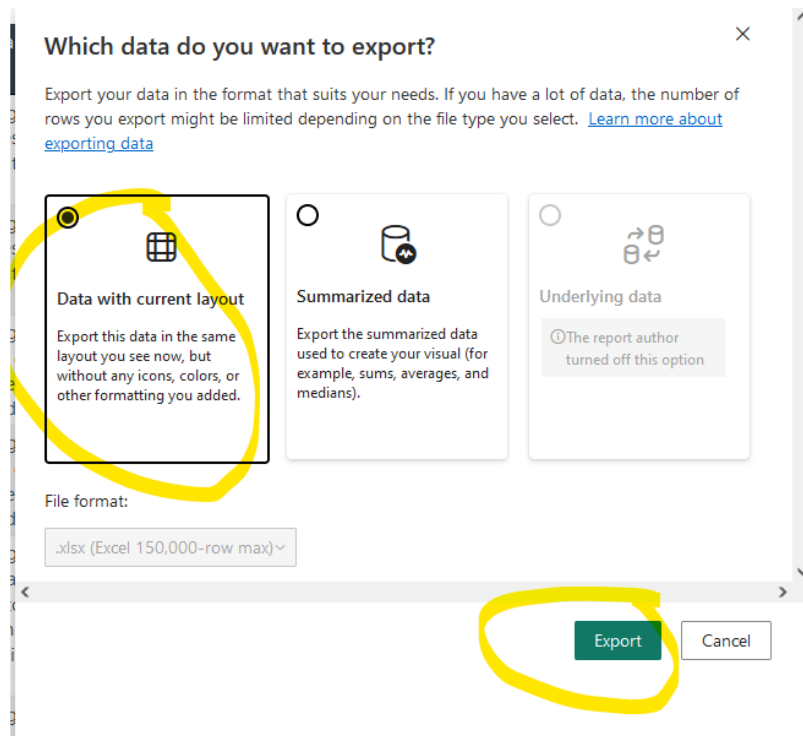 Which data do you want to export?
Export your data in the format that suits your needs. If you have a lot of data, the number of
rows you export might be limited depending on the file type you select. Learn more about
exporting data
Data with current layout
Export this data in the same
layout you see now, but
without any icons, colors, or
other formatting you added.
Summarized data
Export the summarized data
used to create your visual (for
example, sums, averages, and
medians).
Underlying data
The report author
turned off this option
File format:
.xlsx (Excel 150,000-row max)
Export
Cancel